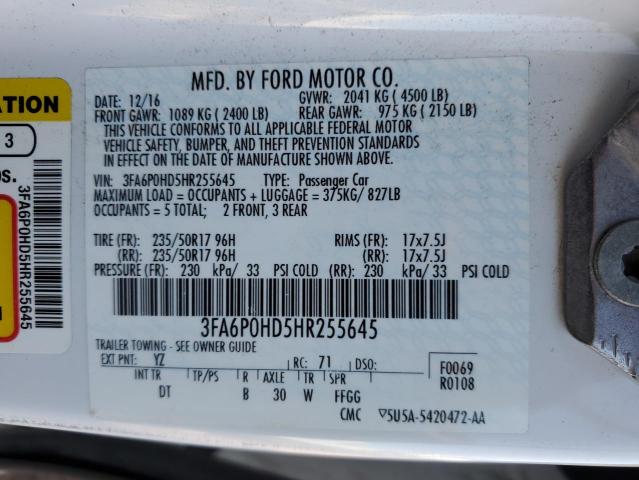 ATION
3
OS.
3FA6P0HD5HR255645
MFD. BY FORD MOTOR CO.
DATE: 12/16 GVWR: 2041 KG ( 4500 LB)
FRONT GAWR: 1089 KG ( 2400 LB) REAR GAWR: 975 KG ( 2150 LB)
THIS VEHICLE CONFORMS TO ALL APPLICABLE FEDERAL MOTOR
VEHICLE SAFETY, BUMPER, AND THEFT PREVENTION STANDARDS
IN EFFECT ON THE DATE OF MANUFACTURE SHOWN ABOVE.
VIN: 3FA6P0HD5HR255645 TYPE: Passenger Car
MAXIMUM LOAD = OCCUPANTS + LUGGAGE = 375KG/ 827LB
OCCUPANTS = 5 TOTAL; 2 FRONT, 3 REAR
TIRE (FR): 235/50R17 96H RIMS (FR): 17x7.5J
(RR): 235/50R17 96H (RR): 17x7.5J
PRESSURE (FR): 230 kPa/ 33 PSI COLD (RR): 230 kPa/ 33 PSI COLD
3FA6P0HD5HR255645
TRAILER TOWING - SEE OWNER GUIDE
EXT PNT: YZ RC: 71 DSO: F0069
INT TR TP/PS R AXLE TR SPR R0108
DT B 30 W FFGG
CMC 5U5A-5420472-AA